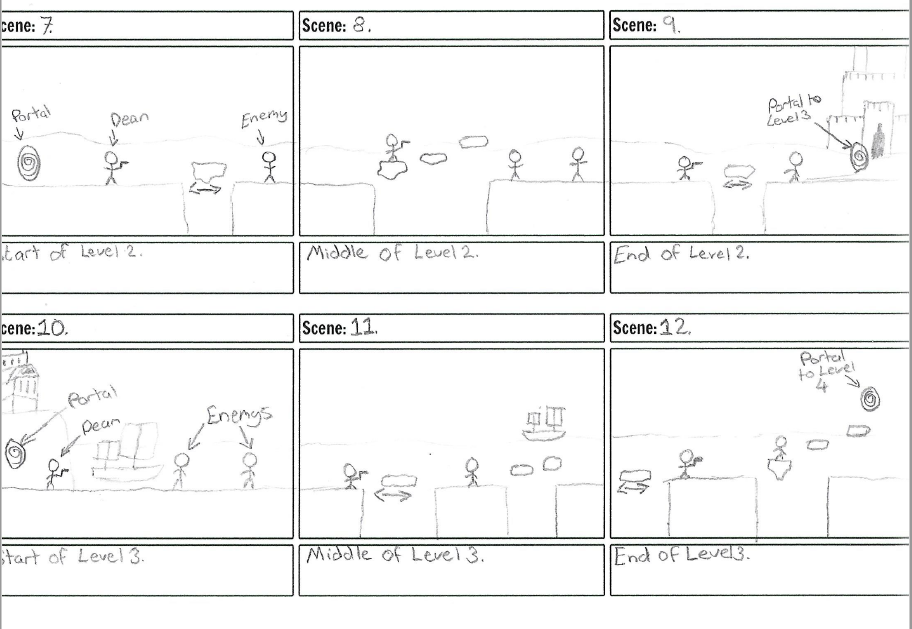 cene: 7.
Scene: 8.
Scene: 9.
Portal
Dean
Enemy
Portal to
Level 3
tart of Level 2.
Middle of Level 2.
End of Level 2.
cene: 10.
Scene: 11.
Scene: 12.
Portal
Dean
Enemys
Portal
to Level
4
Start of Level 3.
Middle of Level 3.
End of Level3.